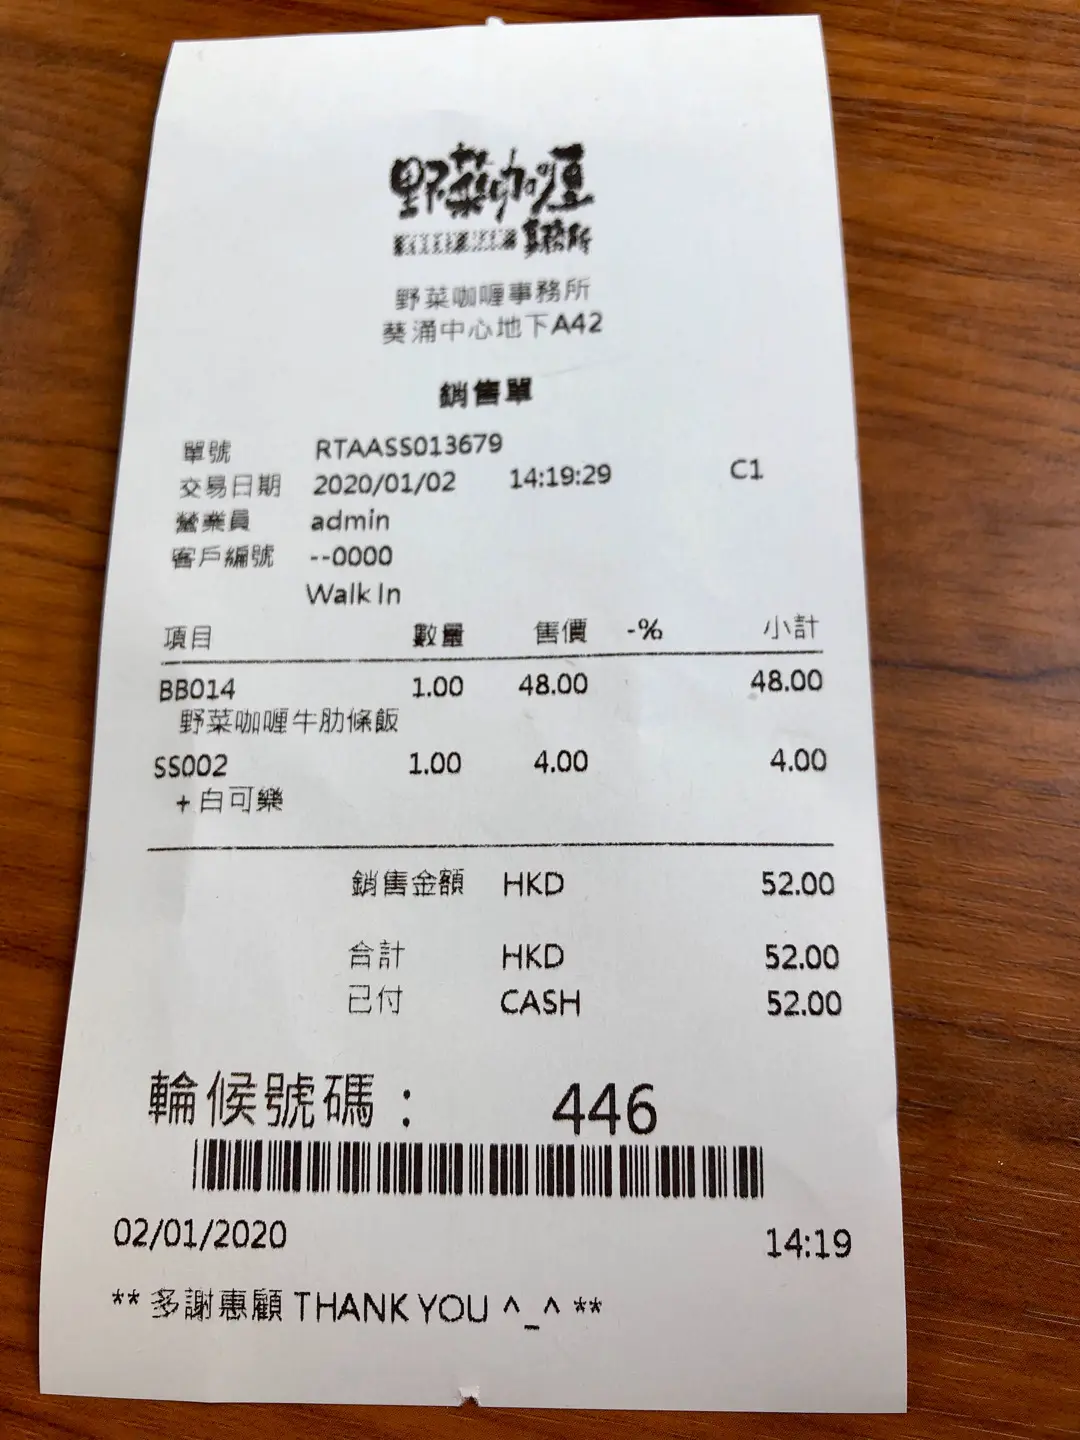 野菜咖喱
事務所
野菜咖喱事務所
葵涌中心地下A42
銷售單
單號 RTAASS013679
交易日期 2020/01/02 14:19:29 C1
營業員 admin
客戶編號 --0000
Walk In
項目 數量 售價 -% 小計
BB014 1.00 48.00 48.00
野菜咖喱牛肋條飯
SS002 1.00 4.00 4.00
+ 白可樂
銷售金額 HKD 52.00
合計 HKD 52.00
已付 CASH 52.00
輪候號碼： 446
02/01/2020 14:19
** 多謝惠顧 THANK YOU ^_^ **